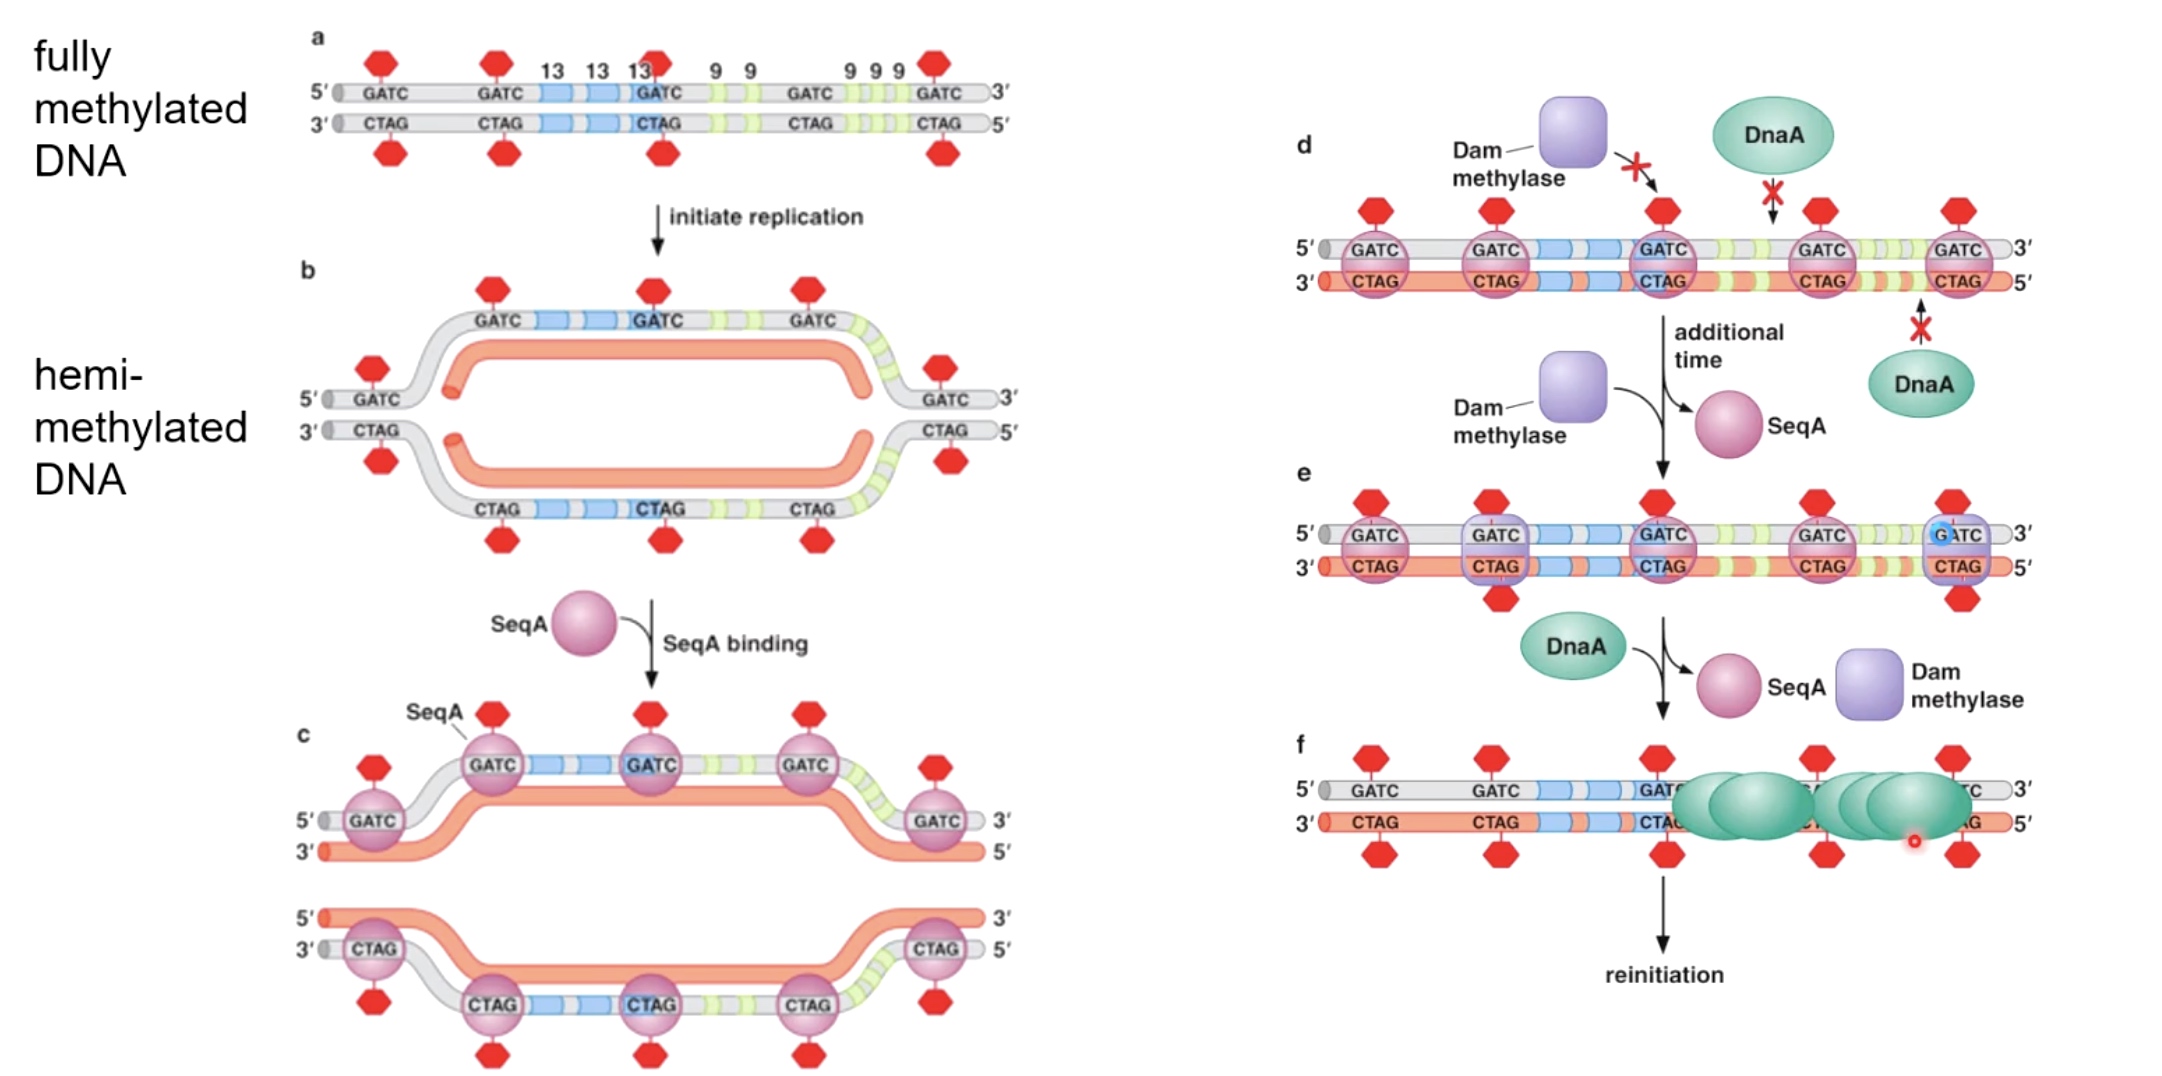 fully
methylated
DNA
a
13 13 13 9 9 9 9 9
5′ GATC GATC GATC GATC GATC 3′
3′ CTAG CTAG CTAG CTAG CTAG 5′
initiate replication
hemi-
methylated
DNA
b
GATC GATC GATC
5′ GATC GATC 3′
3′ CTAG CTAG 5′
CTAG CTAG CTAG
SeqA
SeqA binding
c
SeqA
GATC GATC GATC
5′ GATC GATC 3′
3′ 5′
5′ 3′
3′ CTAG CTAG 5′
CTAG CTAG CTAG
d
Dam
methylase
DnaA
5′ GATC GATC GATC GATC GATC 3′
3′ CTAG CTAG CTAG CTAG CTAG 5′
additional
time
DnaA
Dam
methylase
SeqA
e
5′ GATC GATC GATC GATC GATC 3′
3′ CTAG CTAG CTAG CTAG CTAG 5′
DnaA
SeqA
Dam
methylase
f
5′ GATC GATC GAT TC 3′
3′ CTAG CTAG CTA AG 5′
reinitiation